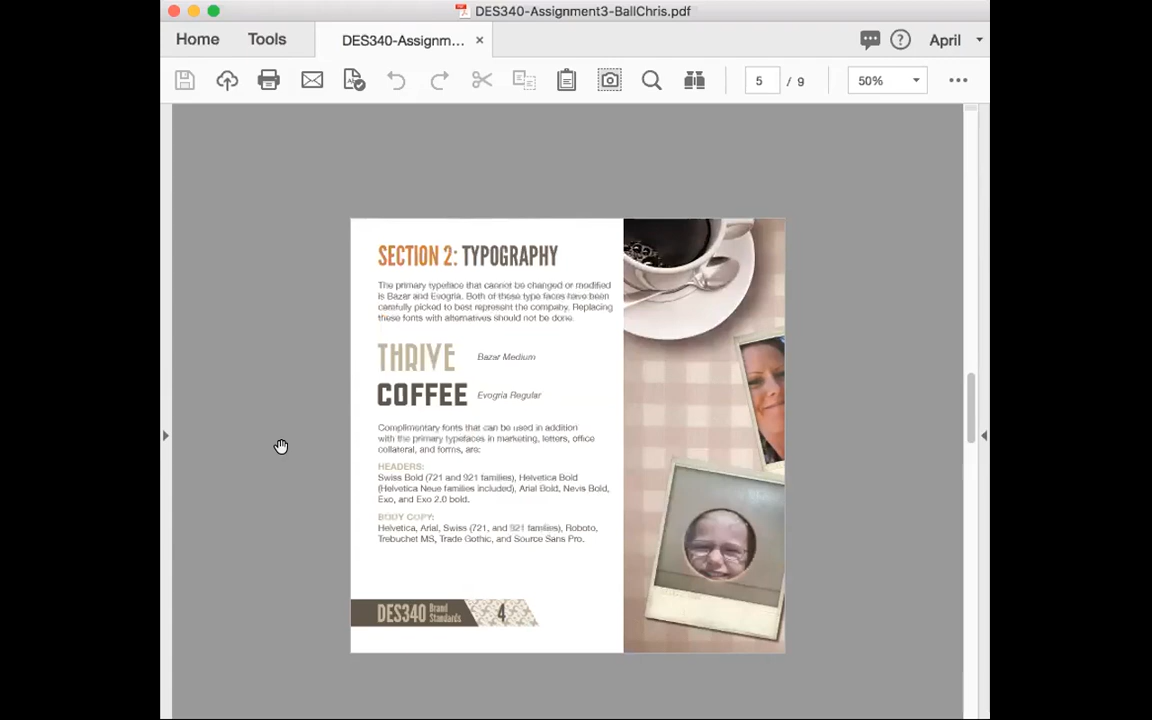 DES340-Assignment3-BallChris.pdf
Home Tools DES340-Assignm... × ? April
5 / 9 50%
SECTION 2: TYPOGRAPHY
The primary typeface that cannot be changed or modified
is Bazar and Evogria. Both of these type faces have been
carefully picked to best represent the company. Replacing
these fonts with alternatives should not be done.
THRIVE Bazar Medium
COFFEE Evogria Regular
Complimentary fonts that can be used in addition
with the primary typefaces in marketing, letters, office
collateral, and forms, are:
HEADERS:
Swiss Bold (721 and 921 families), Helvetica Bold
(Helvetica Neue families included), Arial Bold, Nevis Bold,
Exo, and Exo 2.0 bold.
BODY COPY:
Helvetica, Arial, Swiss (721, and 921 families), Roboto,
Trebuchet MS, Trade Gothic, and Source Sans Pro.
DES340 Brand Standards 4